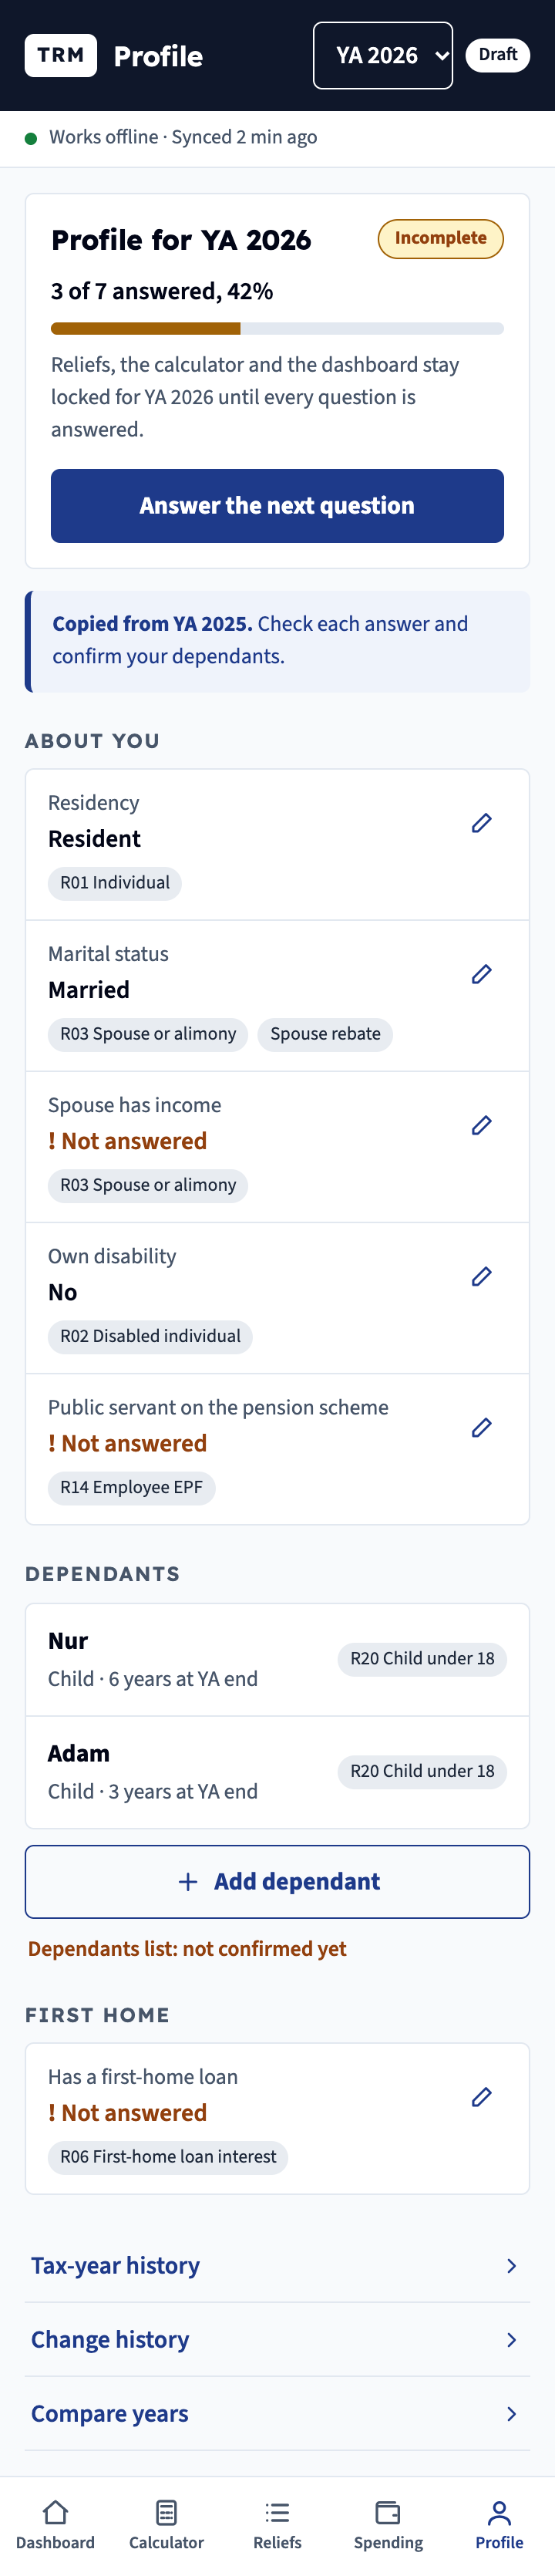 TRM Profile YA 2026 Draft
Works offline · Synced 2 min ago
Profile for YA 2026 Incomplete
3 of 7 answered, 42%
Reliefs, the calculator and the dashboard stay
locked for YA 2026 until every question is
answered.
Answer the next question
Copied from YA 2025. Check each answer and
confirm your dependants.
ABOUT YOU
Residency
Resident
R01 Individual
Marital status
Married
R03 Spouse or alimony Spouse rebate
Spouse has income
! Not answered
R03 Spouse or alimony
Own disability
No
R02 Disabled individual
Public servant on the pension scheme
! Not answered
R14 Employee EPF
DEPENDANTS
Nur
Child · 6 years at YA end
R20 Child under 18
Adam
Child · 3 years at YA end
R20 Child under 18
+ Add dependant
Dependants list: not confirmed yet
FIRST HOME
Has a first-home loan
! Not answered
R06 First-home loan interest
Tax-year history
Change history
Compare years
Dashboard Calculator Reliefs Spending Profile